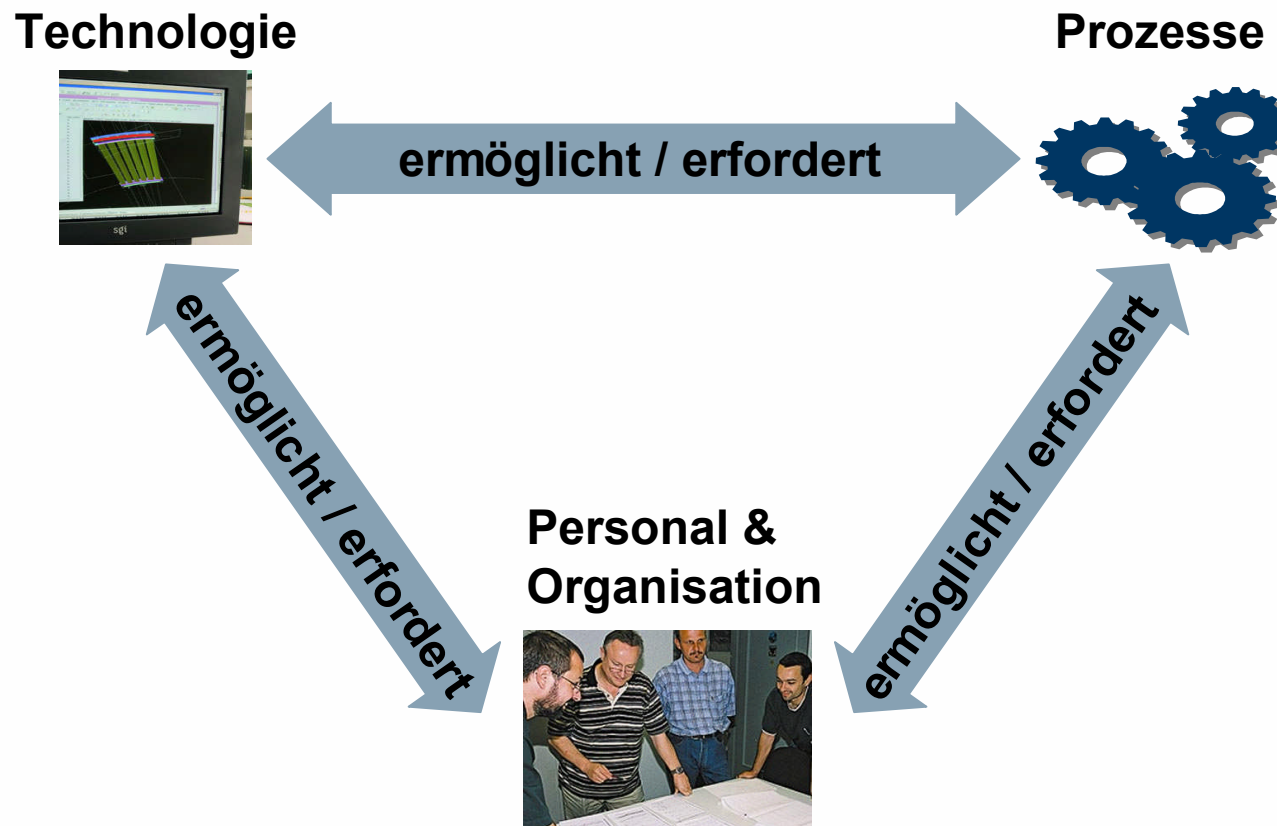 Technologie
Prozesse
ermöglicht / erfordert
sgi
ermöglicht / erfordert
ermöglicht / erfordert
Personal &
Organisation